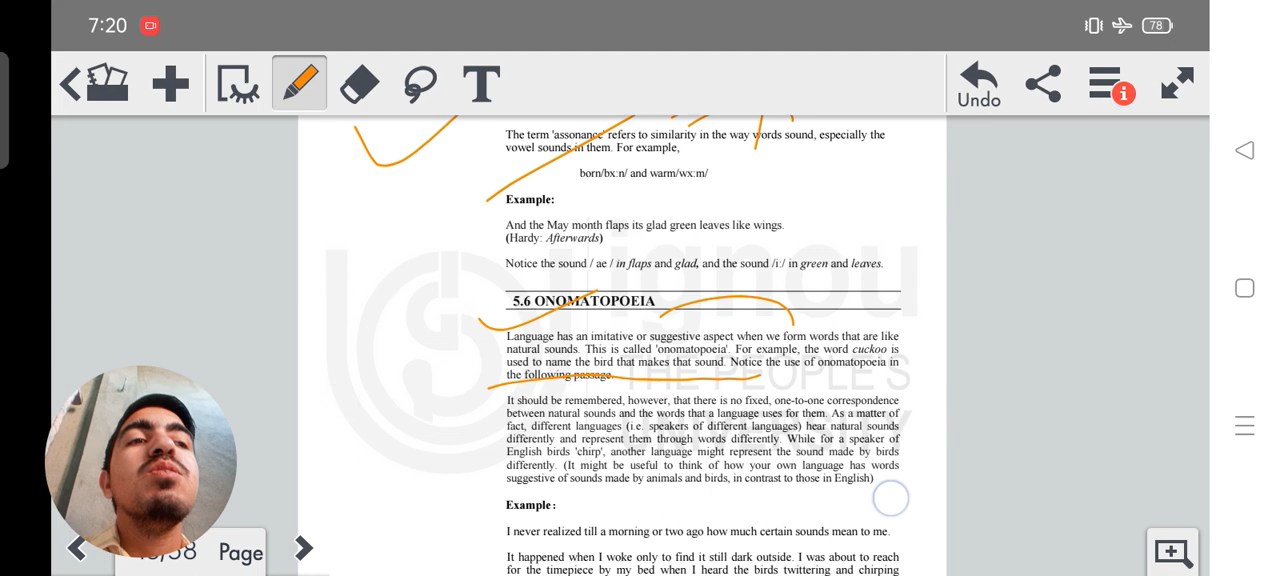 7:20
78
T
Undo
i
The term 'assonance' refers to similarity in the way words sound, especially the
vowel sounds in them. For example,
born/bx:n/ and warm/wx:m/
Example:
And the May month flaps its glad green leaves like wings.
(Hardy: Afterwards)
Notice the sound / ae / in flaps and glad, and the sound /i:/ in green and leaves.
ignou
5.6 ONOMATOPOEIA
Language has an imitative or suggestive aspect when we form words that are like
natural sounds. This is called 'onomatopoeia'. For example, the word cuckoo is
used to name the bird that makes that sound. Notice the use of onomatopoeia in
the following passage.
THE PEOPLE'S
UNIVERSITY
It should be remembered, however, that there is no fixed, one-to-one correspondence
between natural sounds and the words that a language uses for them. As a matter of
fact, different languages (i.e. speakers of different languages) hear natural sounds
differently and represent them through words differently. While for a speaker of
English birds 'chirp', another language might represent the sound made by birds
differently. (It might be useful to think of how your own language has words
suggestive of sounds made by animals and birds, in contrast to those in English)
Example:
I never realized till a morning or two ago how much certain sounds mean to me.
It happened when I woke only to find it still dark outside. I was about to reach
for the timepiece by my bed when I heard the birds twittering and chirping
/58 Page